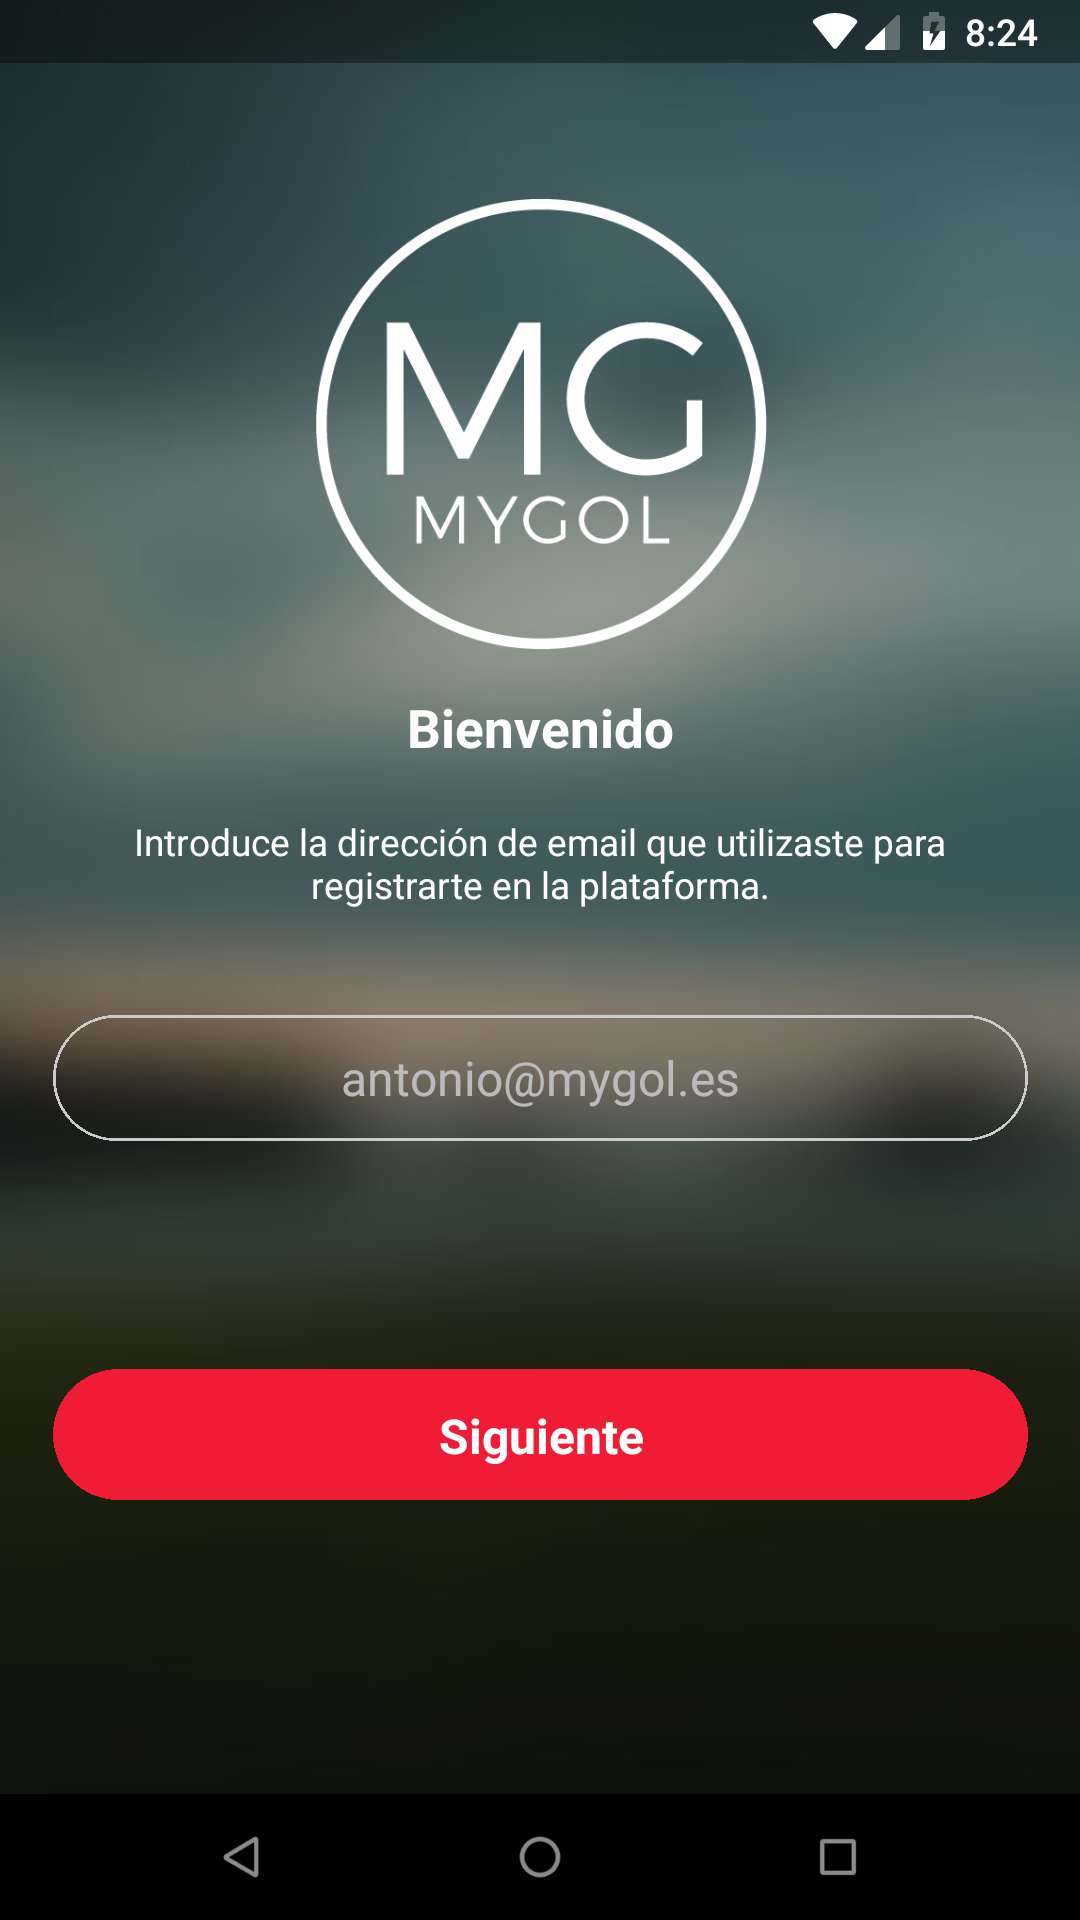 8:24
MG
MYGOL
Bienvenido
Introduce la dirección de email que utilizaste para
registrarte en la plataforma.
antonio@mygol.es
Siguiente